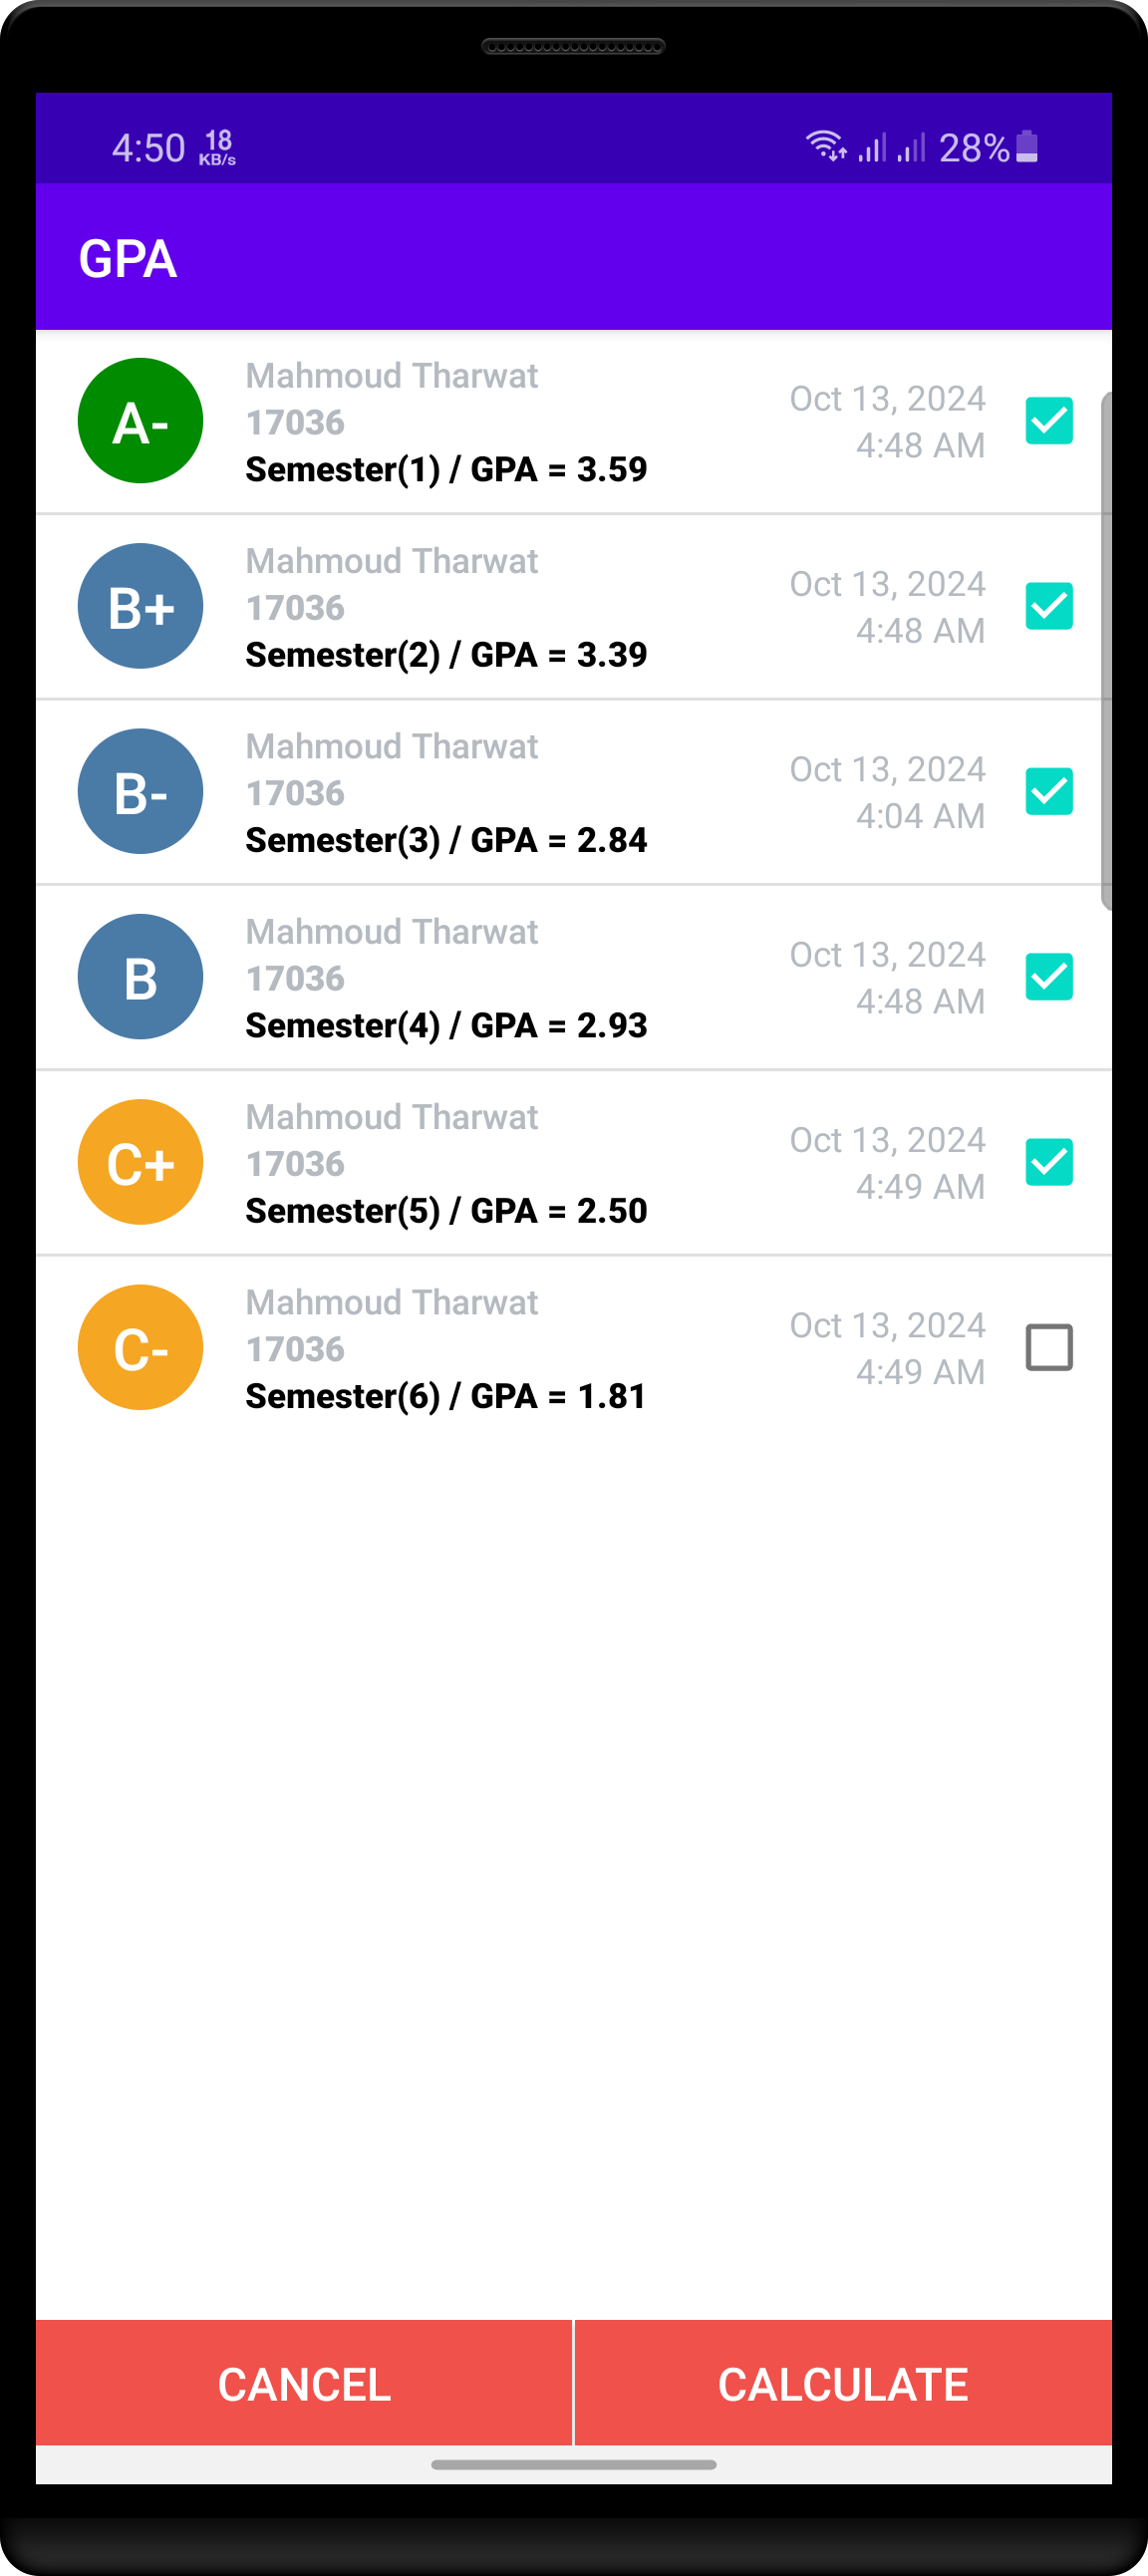 4:50 18 KB/s 28%
GPA
A-
Mahmoud Tharwat
17036
Semester(1) / GPA = 3.59
Oct 13, 2024
4:48 AM
B+
Mahmoud Tharwat
17036
Semester(2) / GPA = 3.39
Oct 13, 2024
4:48 AM
B-
Mahmoud Tharwat
17036
Semester(3) / GPA = 2.84
Oct 13, 2024
4:04 AM
B
Mahmoud Tharwat
17036
Semester(4) / GPA = 2.93
Oct 13, 2024
4:48 AM
C+
Mahmoud Tharwat
17036
Semester(5) / GPA = 2.50
Oct 13, 2024
4:49 AM
C-
Mahmoud Tharwat
17036
Semester(6) / GPA = 1.81
Oct 13, 2024
4:49 AM
CANCEL
CALCULATE